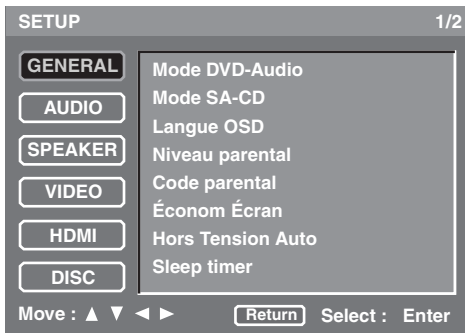 SETUP 1/2
GENERAL
AUDIO
SPEAKER
VIDEO
HDMI
DISC
Mode DVD-Audio
Mode SA-CD
Langue OSD
Niveau parental
Code parental
Économ Écran
Hors Tension Auto
Sleep timer
Move : ▲ ▼ ◄ ► Return Select : Enter